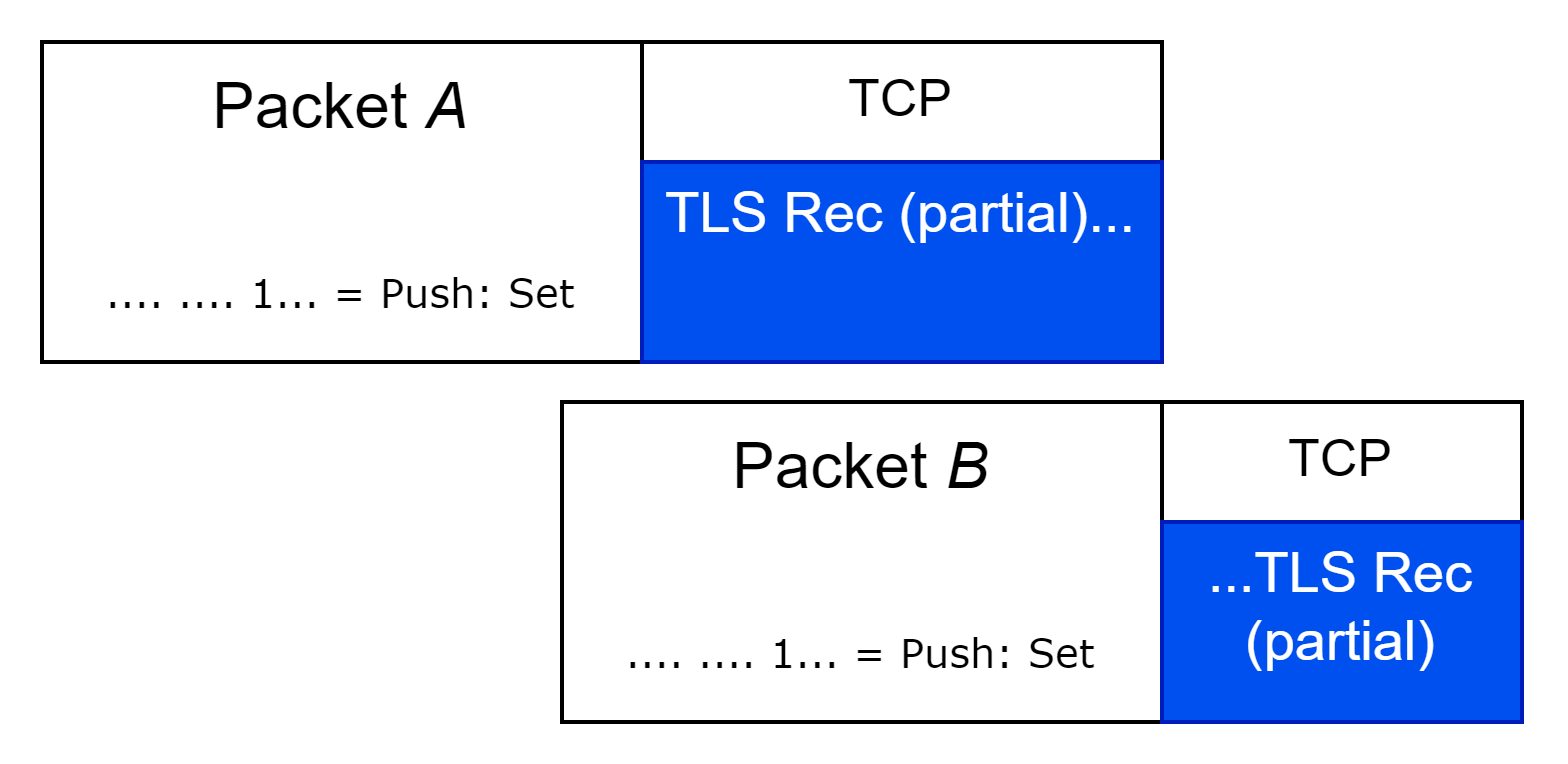 Packet A
TCP
TLS Rec (partial)...
.... .... 1... = Push: Set
Packet B
TCP
...TLS Rec
(partial)
.... .... 1... = Push: Set